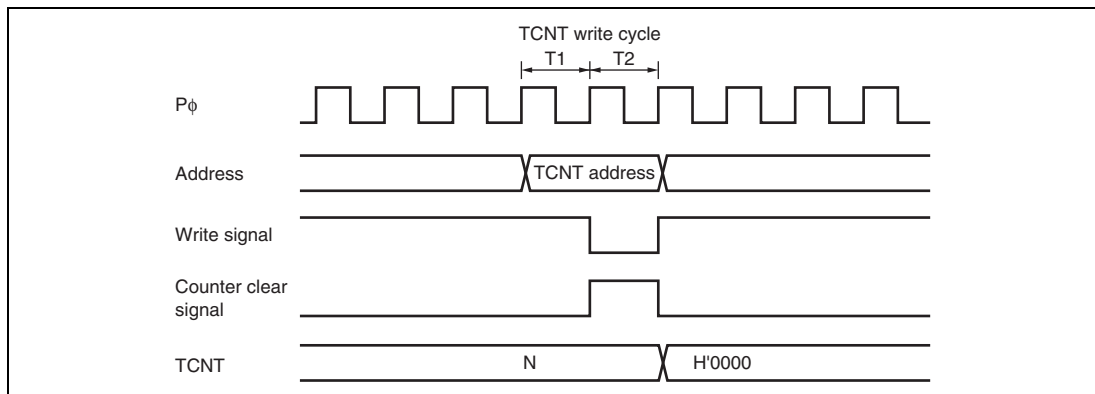 TCNT write cycle
T1 T2
Pϕ
Address
TCNT address
Write signal
Counter clear
signal
TCNT
N
H'0000